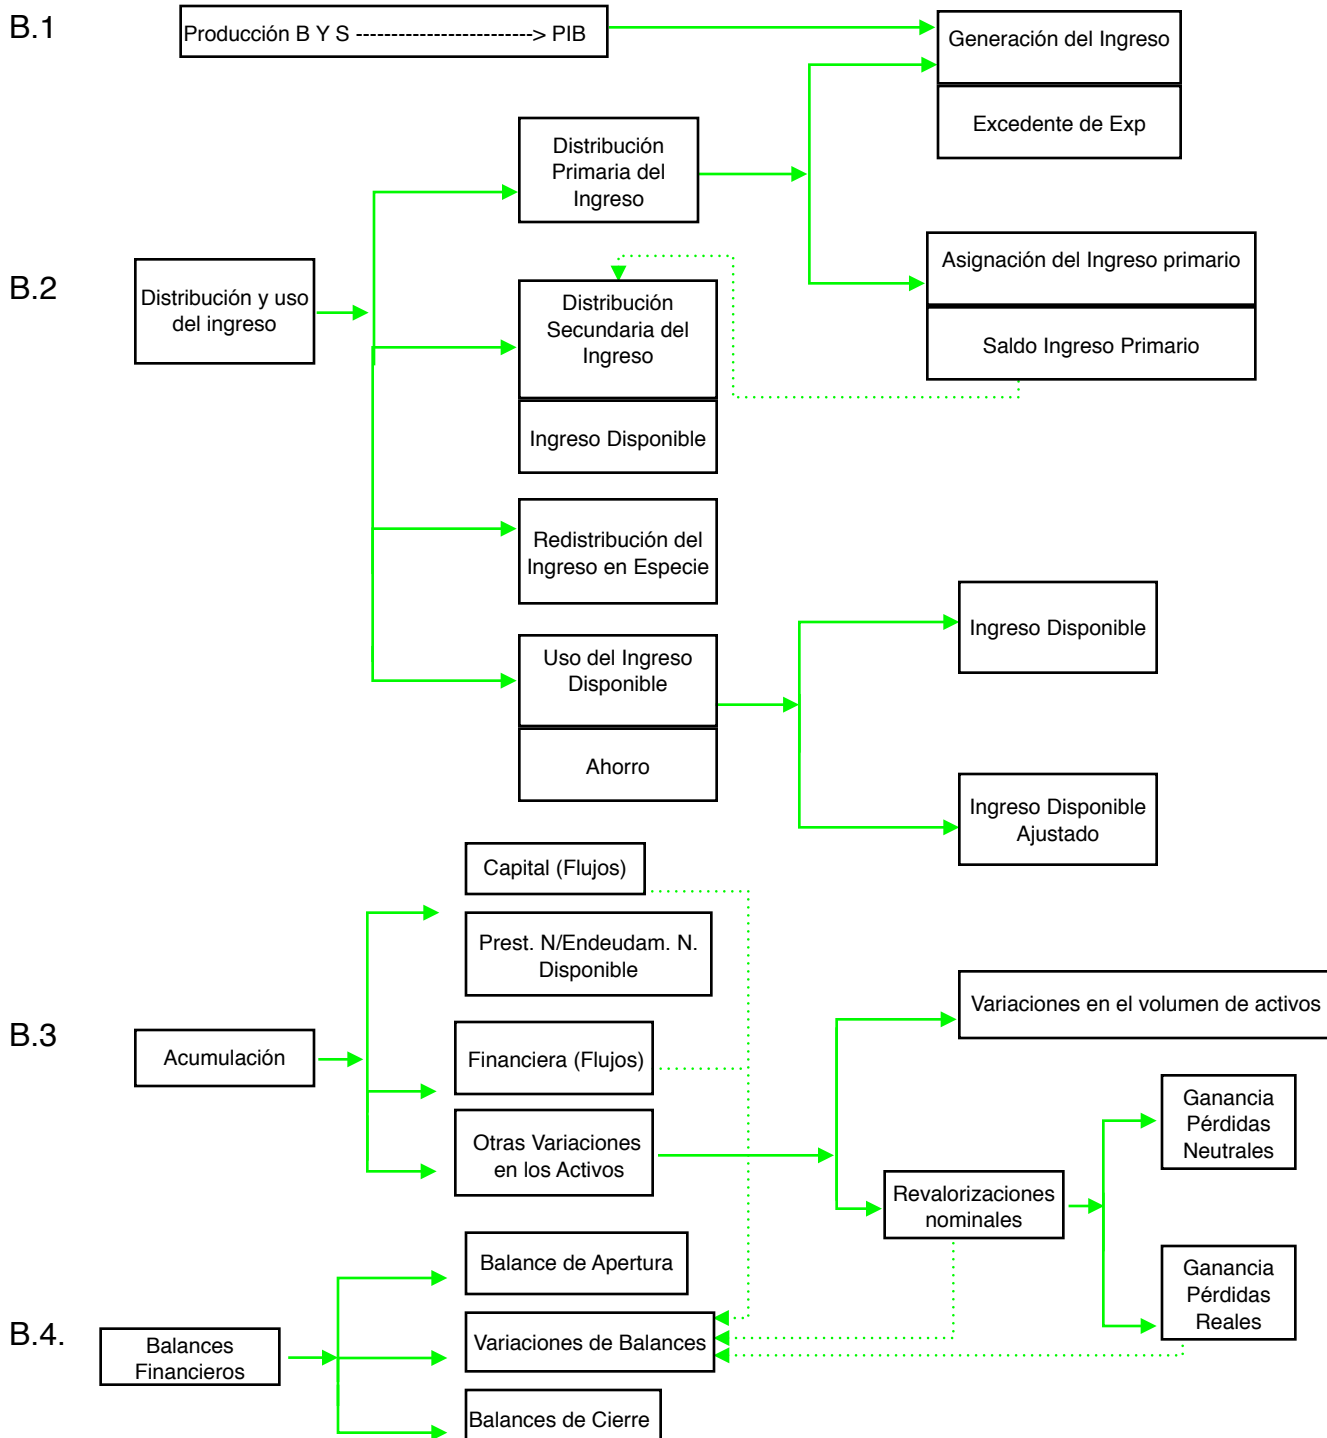 B.1
Producción B Y S -------------------------> PIB
Generación del Ingreso
Excedente de Exp
Distribución
Primaria del
Ingreso
B.2
Distribución y uso
del ingreso
Asignación del Ingreso primario
Saldo Ingreso Primario
Distribución
Secundaria del
Ingreso
Ingreso Disponible
Redistribución del
Ingreso en Especie
Uso del Ingreso
Disponible
Ahorro
Ingreso Disponible
Ingreso Disponible
Ajustado
B.3
Acumulación
Capital (Flujos)
Prest. N/Endeudam. N.
Disponible
Financiera (Flujos)
Otras Variaciones
en los Activos
Variaciones en el volumen de activos
Revalorizaciones
nominales
Ganancia
Pérdidas
Neutrales
Ganancia
Pérdidas
Reales
B.4.
Balances
Financieros
Balance de Apertura
Variaciones de Balances
Balances de Cierre